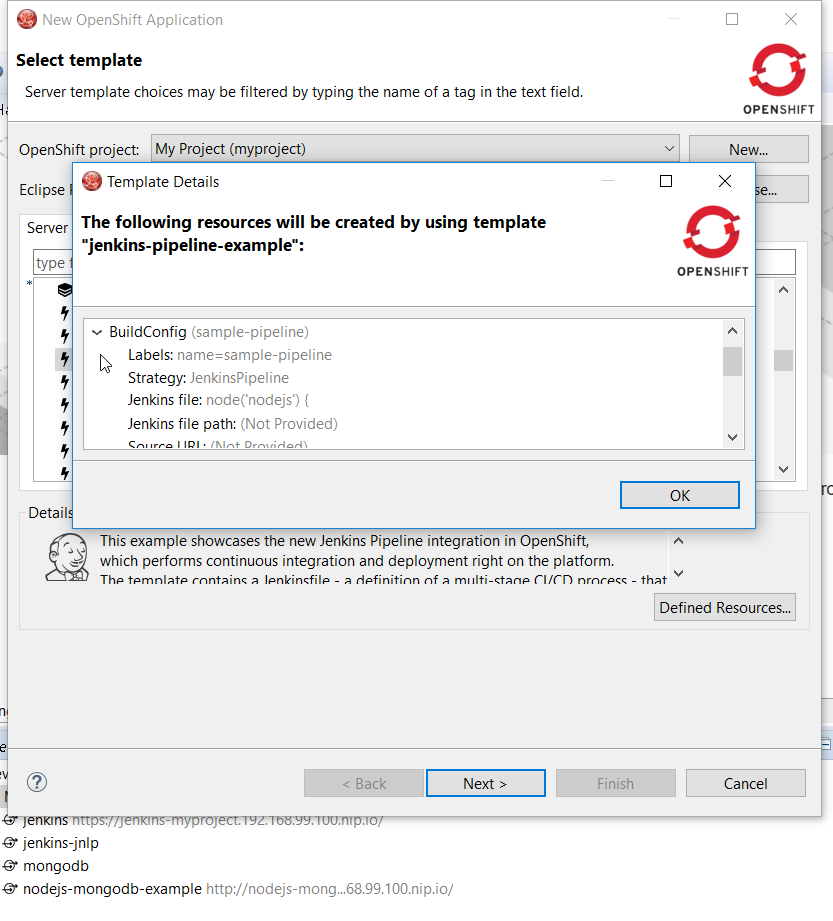 New OpenShift Application
Select template
Server template choices may be filtered by typing the name of a tag in the text field.
OPENSHIFT
OpenShift project: My Project (myproject) New...
Eclipse
Server
type
*
Template Details
The following resources will be created by using template
"jenkins-pipeline-example":
OPENSHIFT
BuildConfig (sample-pipeline)
Labels: name=sample-pipeline
Strategy: JenkinsPipeline
Jenkins file: node('nodejs') {
Jenkins file path: (Not Provided)
Source URL: (Not Provided)
OK
Details
This example showcases the new Jenkins Pipeline integration in OpenShift,
which performs continuous integration and deployment right on the platform.
The template contains a Jenkinsfile - a definition of a multi-stage CI/CD process - that
Defined Resources...
? < Back Next > Finish Cancel
jenkins https://jenkins-myproject.192.168.99.100.nip.io/
jenkins-jnlp
mongodb
nodejs-mongodb-example http://nodejs-mong...68.99.100.nip.io/